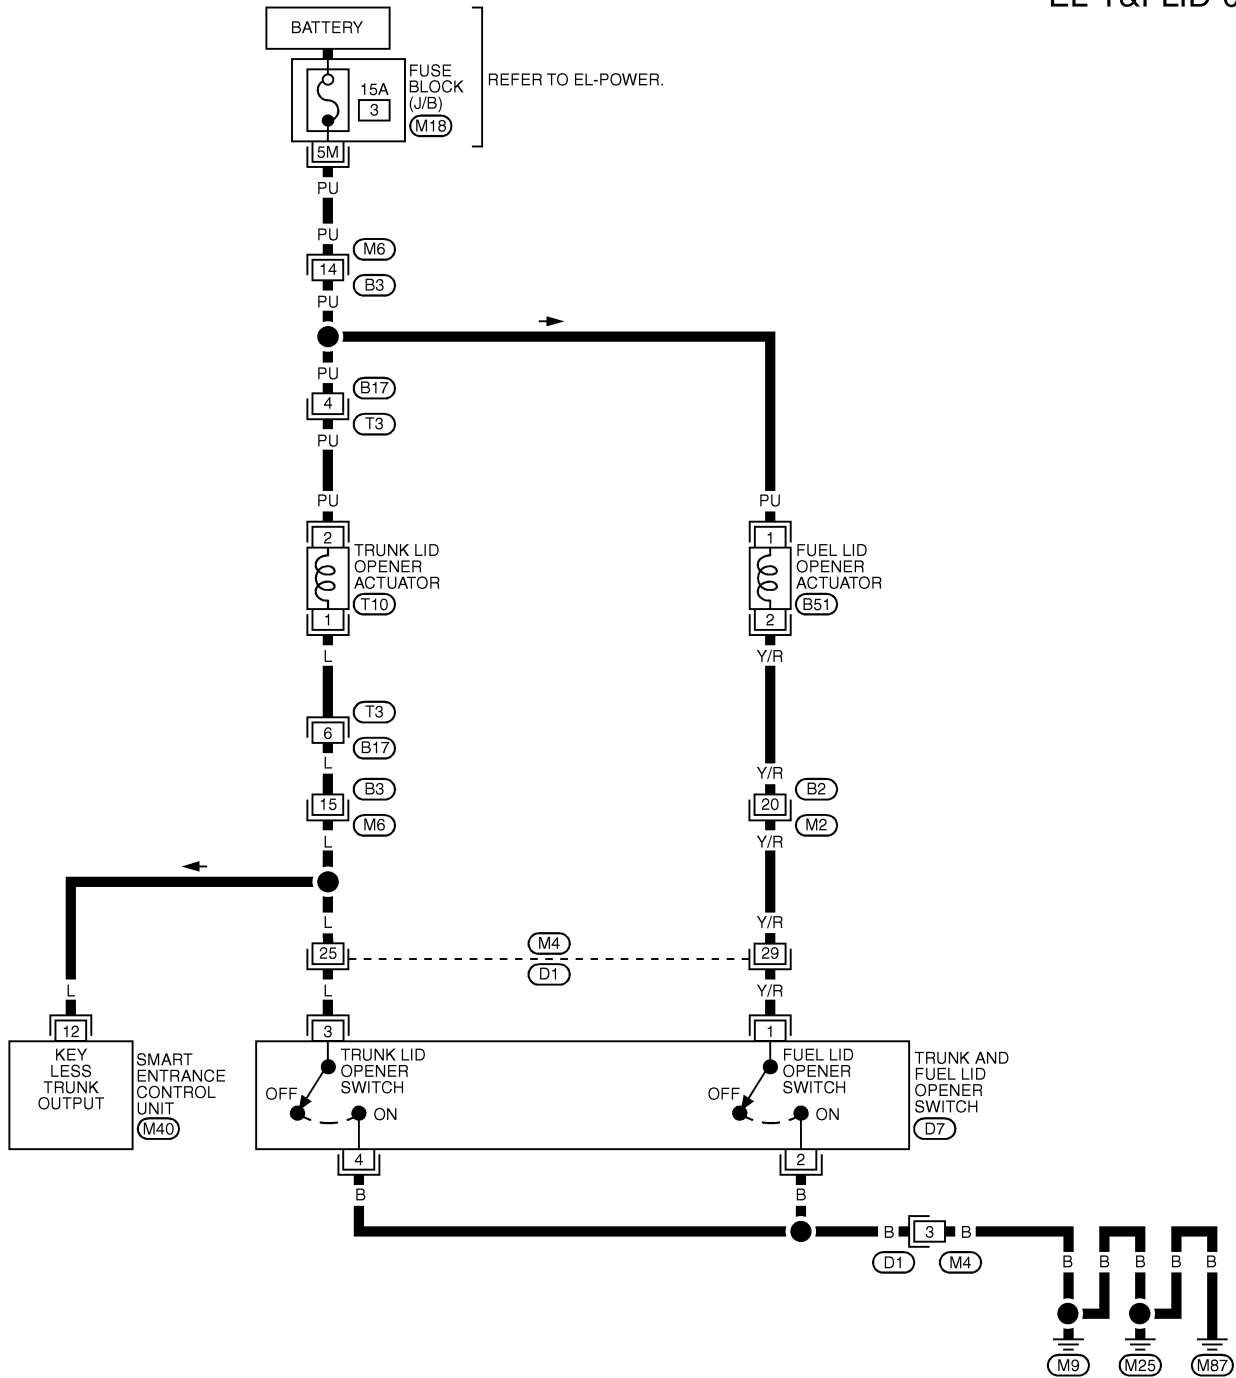 BATTERY
FUSE
BLOCK
(J/B)
M18
15A
3
REFER TO EL-POWER.
5M
PU
PU
M6
14
B3
PU
PU
B17
4
T3
PU
PU
2
TRUNK LID
OPENER
ACTUATOR
T10
1
PU
1
FUEL LID
OPENER
ACTUATOR
B51
2
L
Y/R
T3
6
B17
L
Y/R
B3
15
M6
B2
20
M2
L
Y/R
L
Y/R
25
M4
D1
29
L
L
Y/R
12
3
1
KEY
LESS
TRUNK
OUTPUT
SMART
ENTRANCE
CONTROL
UNIT
M40
TRUNK LID
OPENER
SWITCH
OFF
ON
FUEL LID
OPENER
SWITCH
OFF
ON
TRUNK AND
FUEL LID
OPENER
SWITCH
D7
4
2
B
B
B
3
B
D1
M4
B
B
B
B
B
M9
M25
M87